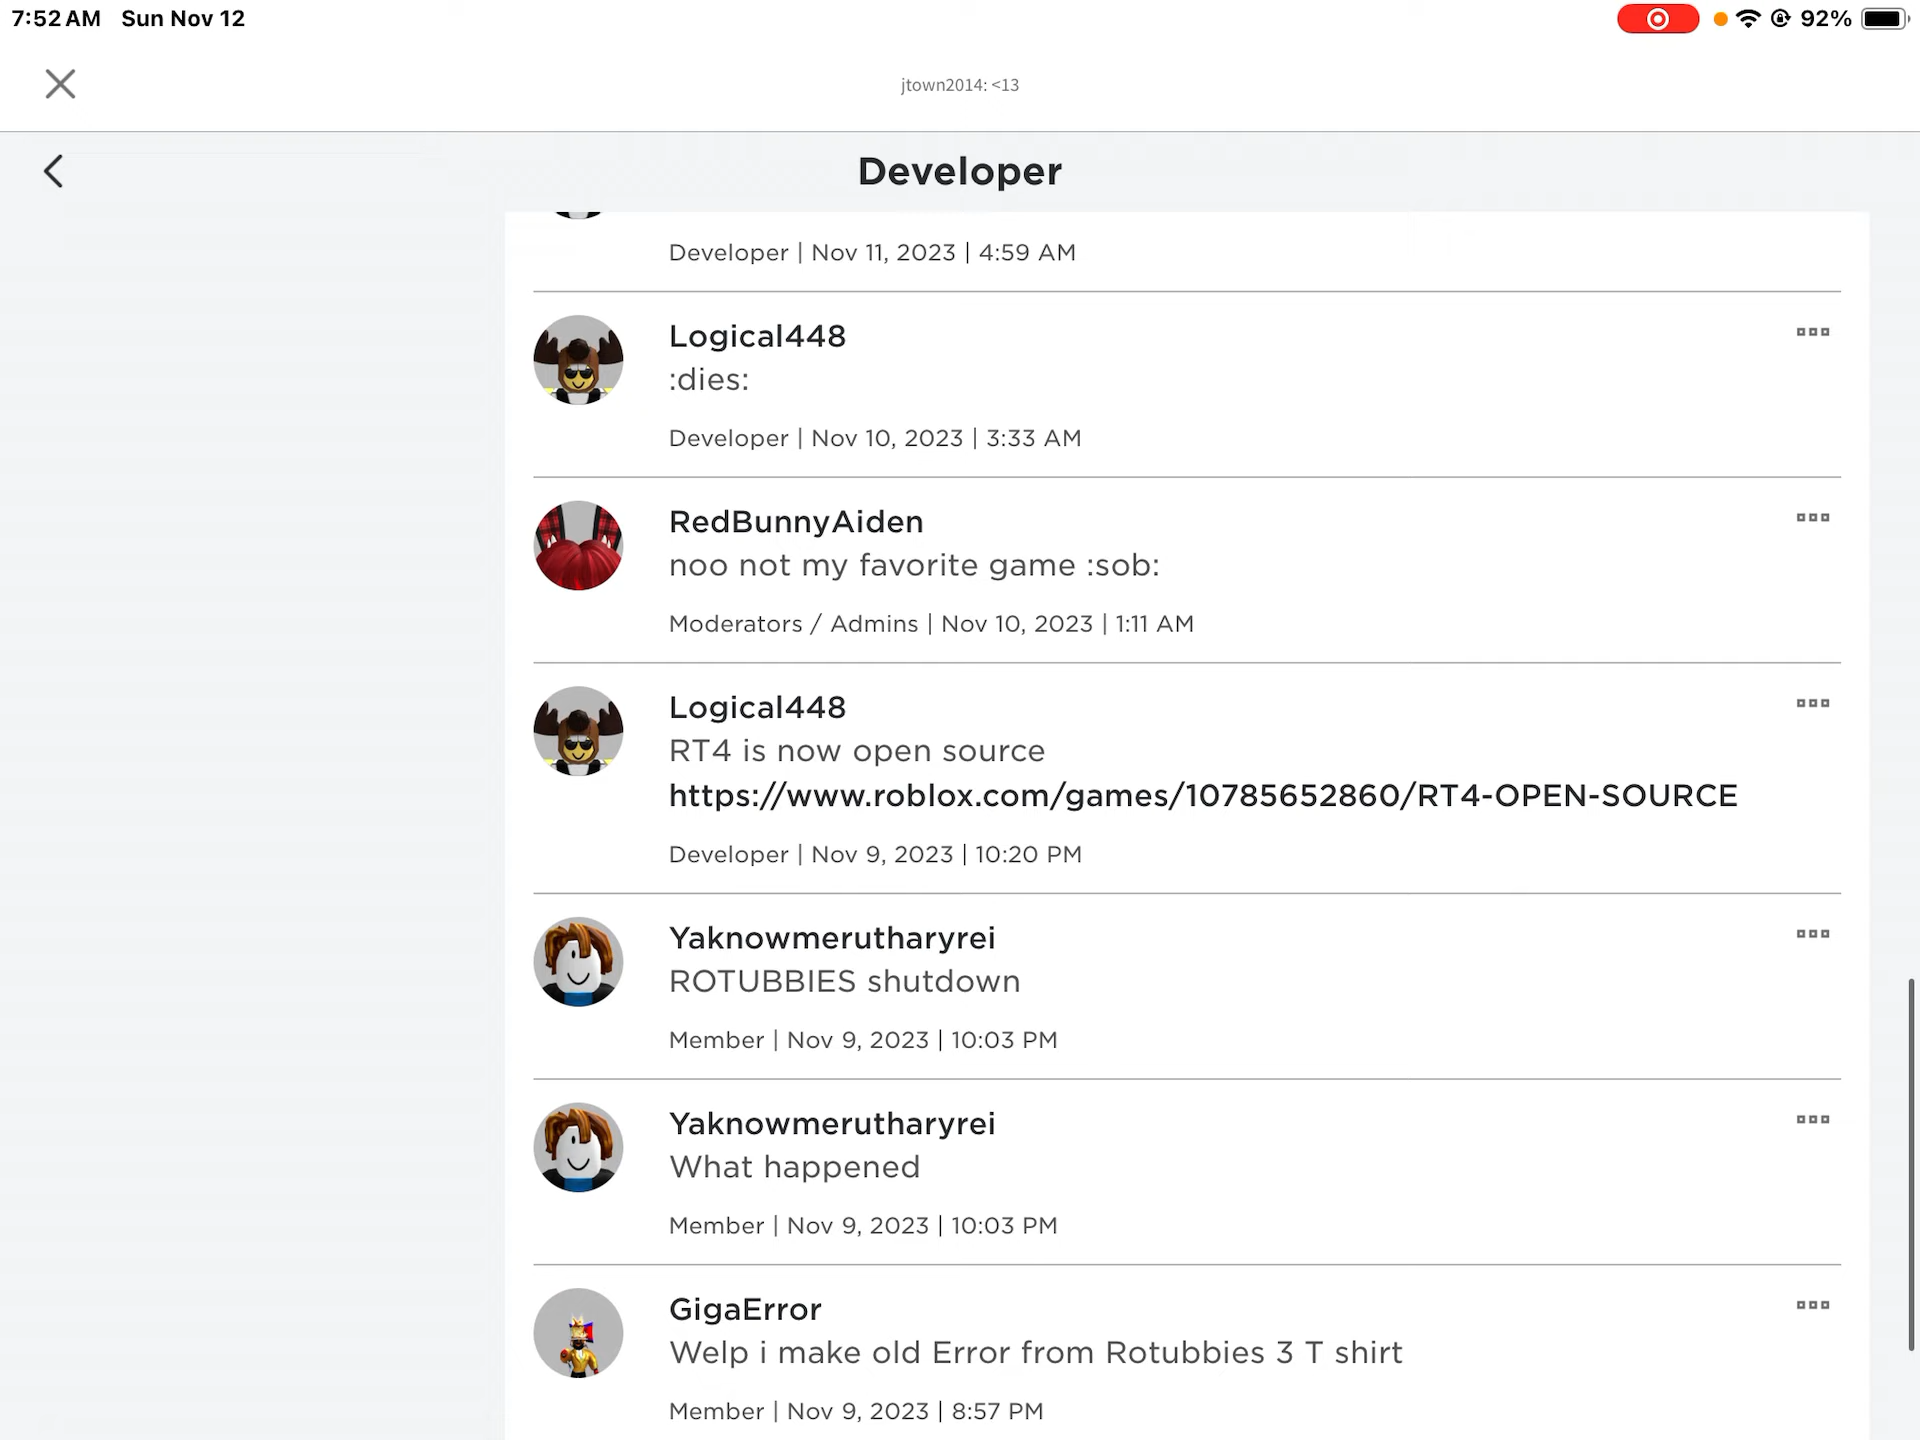 7:52 AM Sun Nov 12
92%
jtown2014: <13
Developer
Developer | Nov 11, 2023 | 4:59 AM
Logical448
:dies:
Developer | Nov 10, 2023 | 3:33 AM
RedBunnyAiden
noo not my favorite game :sob:
Moderators / Admins | Nov 10, 2023 | 1:11 AM
Logical448
RT4 is now open source
https://www.roblox.com/games/10785652860/RT4-OPEN-SOURCE
Developer | Nov 9, 2023 | 10:20 PM
Yaknowmerutharyrei
ROTUBBIES shutdown
Member | Nov 9, 2023 | 10:03 PM
Yaknowmerutharyrei
What happened
Member | Nov 9, 2023 | 10:03 PM
GigaError
Welp i make old Error from Rotubbies 3 T shirt
Member | Nov 9, 2023 | 8:57 PM